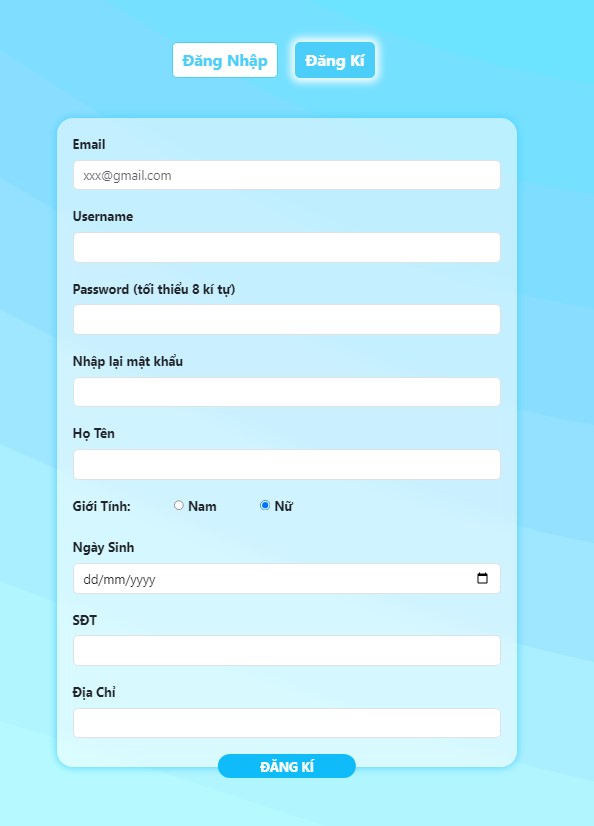 Đăng Nhập Đăng Kí
Email
xxx@gmail.com
Username
Password (tối thiểu 8 kí tự)
Nhập lại mật khẩu
Họ Tên
Giới Tính: Nam Nữ
Ngày Sinh
dd/mm/yyyy
SĐT
Địa Chỉ
ĐĂNG KÍ